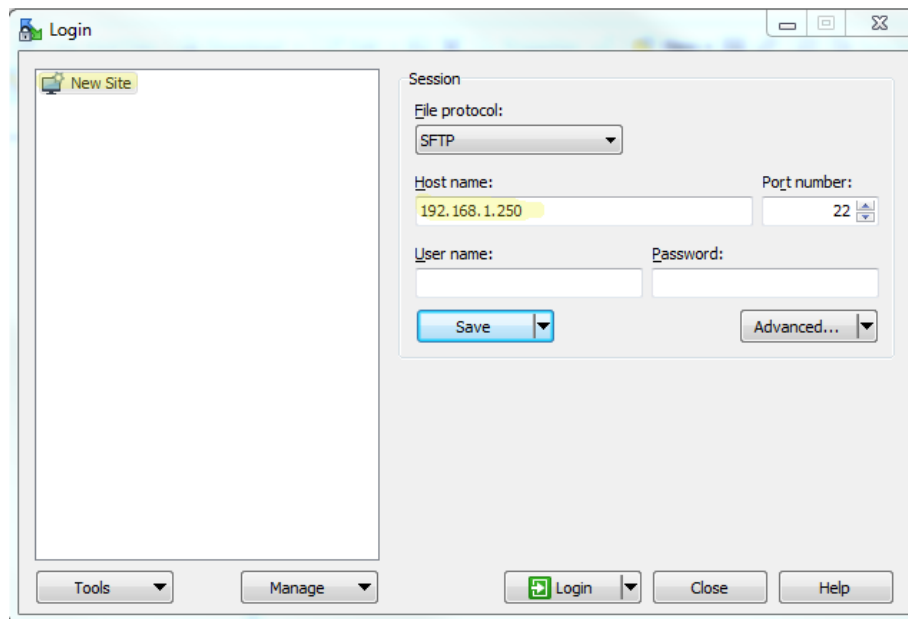 Login
New Site
Session
File protocol:
SFTP
Host name: Port number:
192.168.1.250 22
User name: Password:
Save Advanced...
Tools Manage Login Close Help